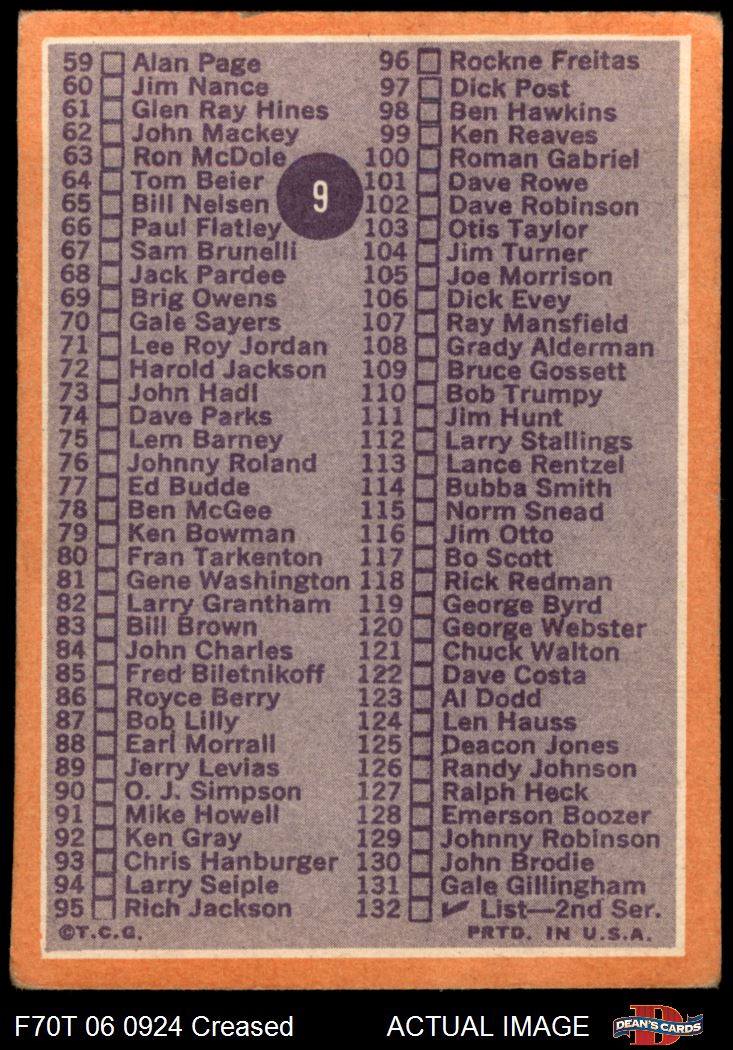 59 Alan Page
60 Jim Nance
61 Glen Ray Hines
62 John Mackey
63 Ron McDole
64 Tom Beier
65 Bill Nelsen
66 Paul Flatley
67 Sam Brunelli
68 Jack Pardee
69 Brig Owens
70 Gale Sayers
71 Lee Roy Jordan
72 Harold Jackson
73 John Hadl
74 Dave Parks
75 Lem Barney
76 Johnny Roland
77 Ed Budde
78 Ben McGee
79 Ken Bowman
80 Fran Tarkenton
81 Gene Washington
82 Larry Grantham
83 Bill Brown
84 John Charles
85 Fred Biletnikoff
86 Royce Berry
87 Bob Lilly
88 Earl Morrall
89 Jerry Levias
90 O. J. Simpson
91 Mike Howell
92 Ken Gray
93 Chris Hanburger
94 Larry Seiple
95 Rich Jackson
©T.C.G.
9
96 Rockne Freitas
97 Dick Post
98 Ben Hawkins
99 Ken Reaves
100 Roman Gabriel
101 Dave Rowe
102 Dave Robinson
103 Otis Taylor
104 Jim Turner
105 Joe Morrison
106 Dick Evey
107 Ray Mansfield
108 Grady Alderman
109 Bruce Gossett
110 Bob Trumpy
111 Jim Hunt
112 Larry Stallings
113 Lance Rentzel
114 Bubba Smith
115 Norm Snead
116 Jim Otto
117 Bo Scott
118 Rick Redman
119 George Byrd
120 George Webster
121 Chuck Walton
122 Dave Costa
123 Al Dodd
124 Len Hauss
125 Deacon Jones
126 Randy Johnson
127 Ralph Heck
128 Emerson Boozer
129 Johnny Robinson
130 John Brodie
131 Gale Gillingham
132 ✔ List—2nd Ser.
PRTD. IN U.S.A.
F70T 06 0924 Creased
ACTUAL IMAGE
D
DEAN'S CARDS